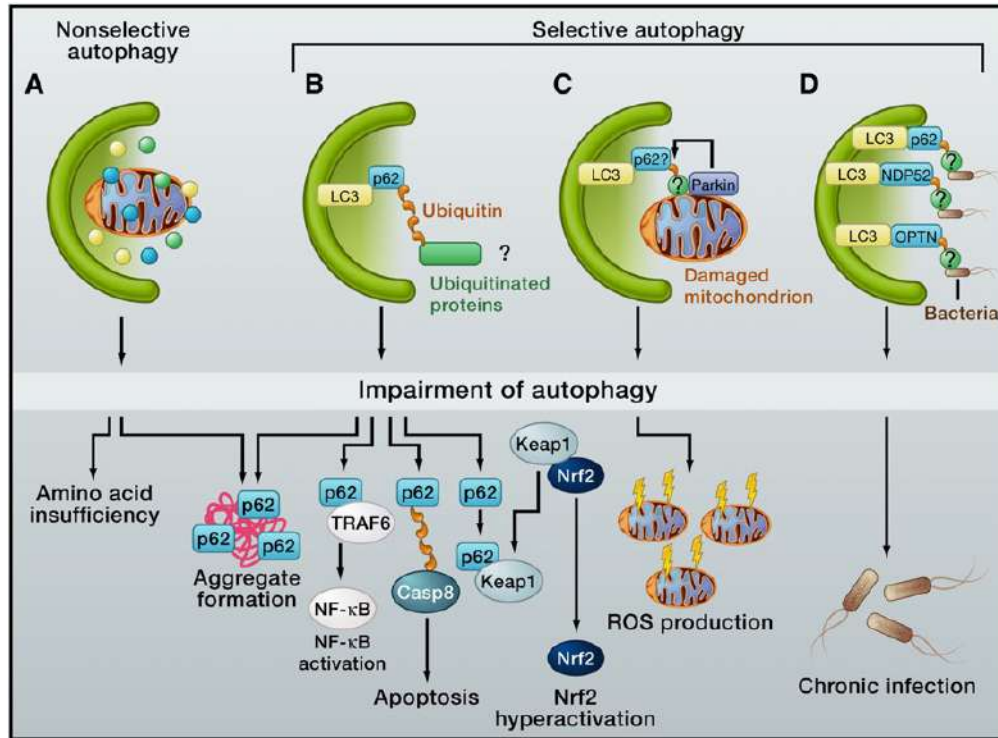 Nonselective
autophagy
Selective autophagy
A
B
C
D
LC3
p62
Ubiquitin
?
Ubiquitinated
proteins
LC3
p62?
?
Parkin
Damaged
mitochondrion
LC3
p62
?
LC3
NDP52
?
LC3
OPTN
?
Bacteria
Impairment of autophagy
Amino acid
insufficiency
p62
p62
p62
Aggregate
formation
p62
TRAF6
NF-κB
NF-κB
activation
p62
Casp8
Apoptosis
p62
p62
Keap1
Keap1
Nrf2
Nrf2
Nrf2
hyperactivation
ROS production
Chronic infection